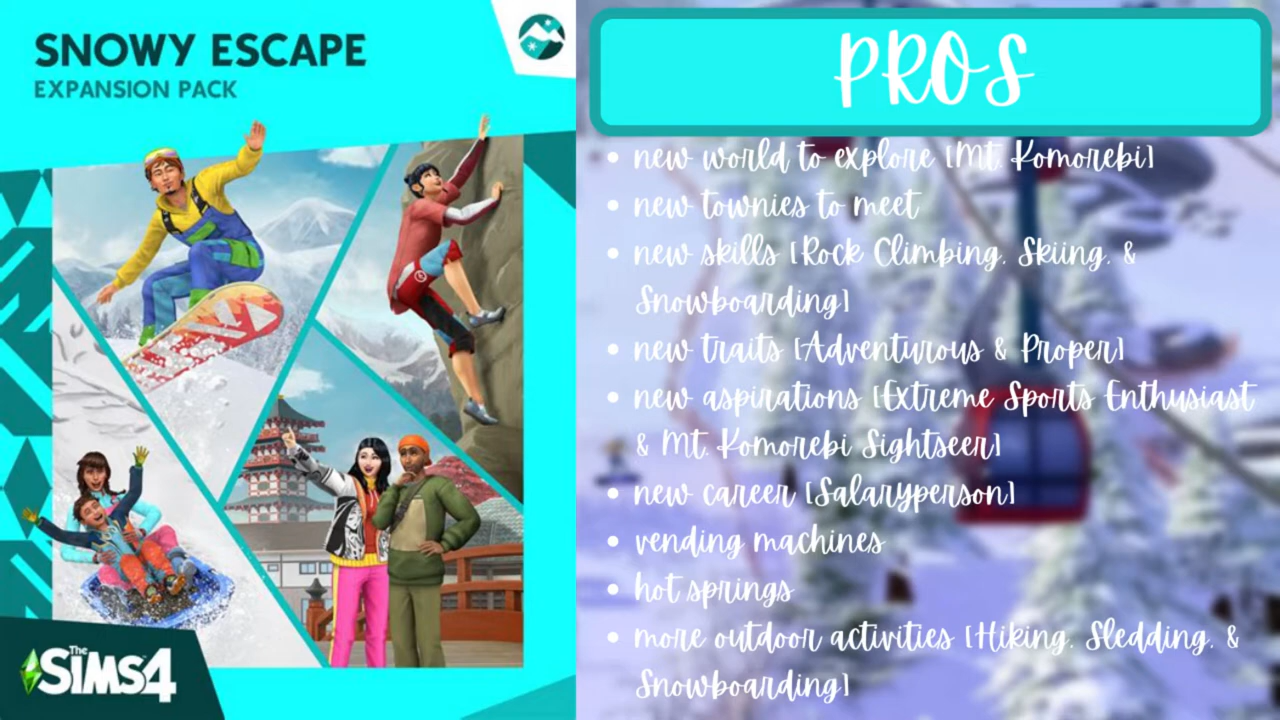 SNOWY ESCAPE
EXPANSION PACK
The
SIMS4
PROS
• new world to explore [Mt. Komorebi]
• new townies to meet
• new skills [Rock Climbing, Skiing, &
Snowboarding]
• new traits [Adventurous & Proper]
• new aspirations [Extreme Sports Enthusiast
& Mt. Komorebi Sightseer]
• new career [Salaryperson]
• vending machines
• hot springs
• more outdoor activities [Hiking, Sledding, &
Snowboarding]